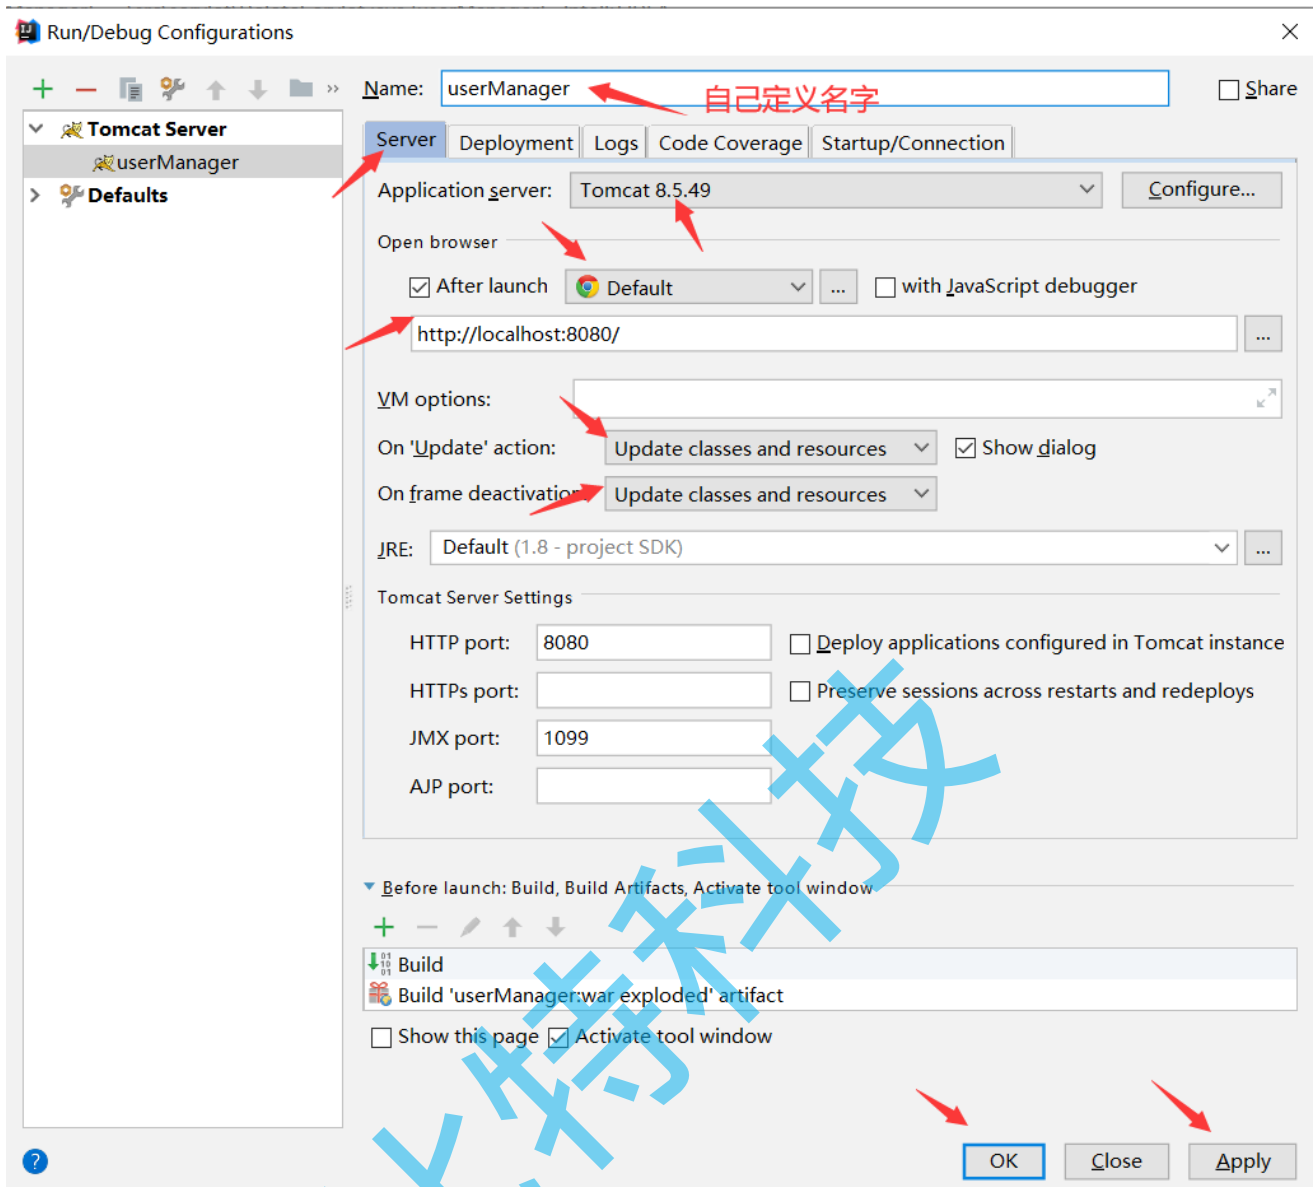 Run/Debug Configurations
Name: userManager 自己定义名字 Share
Tomcat Server
userManager
Defaults
Server Deployment Logs Code Coverage Startup/Connection
Application server: Tomcat 8.5.49 Configure...
Open browser
After launch Default ... with JavaScript debugger
http://localhost:8080/ ...
VM options:
On 'Update' action: Update classes and resources Show dialog
On frame deactivation Update classes and resources
JRE: Default (1.8 - project SDK) ...
Tomcat Server Settings
HTTP port: 8080 Deploy applications configured in Tomcat instance
HTTPs port: Preserve sessions across restarts and redeploys
JMX port: 1099
AJP port:
Before launch: Build, Build Artifacts, Activate tool window
Build
Build 'userManager:war exploded' artifact
Show this page Activate tool window
特科技
? OK Close Apply